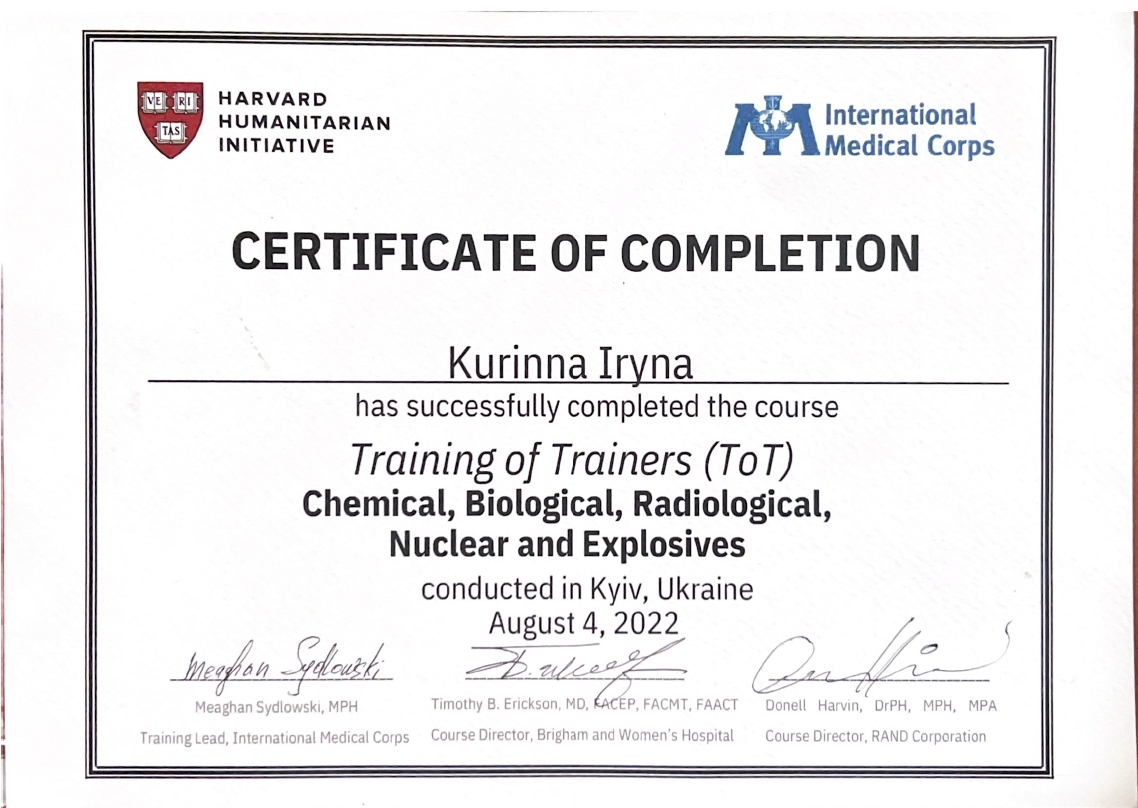 VE RI
TAS
HARVARD
HUMANITARIAN
INITIATIVE
International
Medical Corps
CERTIFICATE OF COMPLETION
Kurinna Iryna
has successfully completed the course
Training of Trainers (ToT)
Chemical, Biological, Radiological,
Nuclear and Explosives
conducted in Kyiv, Ukraine
August 4, 2022
Meaghan Sydlowski
Meaghan Sydlowski, MPH
Training Lead, International Medical Corps
Timothy B. Erickson, MD, FACEP, FACMT, FAACT
Course Director, Brigham and Women's Hospital
Donell Harvin, DrPH, MPH, MPA
Course Director, RAND Corporation